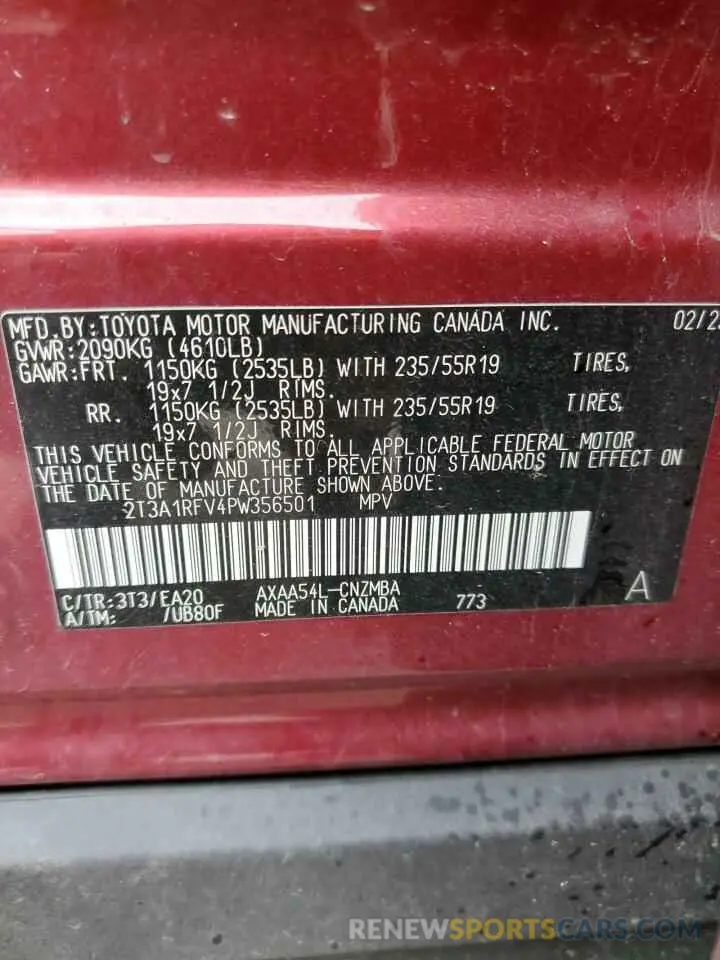 MFD. BY: TOYOTA MOTOR MANUFACTURING CANADA INC. 02/2
GVWR: 2090KG (4610LB)
GAWR: FRT. 1150KG (2535LB) WITH 235/55R19 TIRES,
19x7 1/2J RIMS.
RR. 1150KG (2535LB) WITH 235/55R19 TIRES,
19x7 1/2J RIMS.
THIS VEHICLE CONFORMS TO ALL APPLICABLE FEDERAL MOTOR
VEHICLE SAFETY AND THEFT PREVENTION STANDARDS IN EFFECT ON
THE DATE OF MANUFACTURE SHOWN ABOVE.
2T3A1RFV4PW356501 MPV
C/TR: 3T3/EA20 AXAA54L-CNZMBA A
A/TM: /UB80F MADE IN CANADA 773
RENEWSPORTSCARS.COM